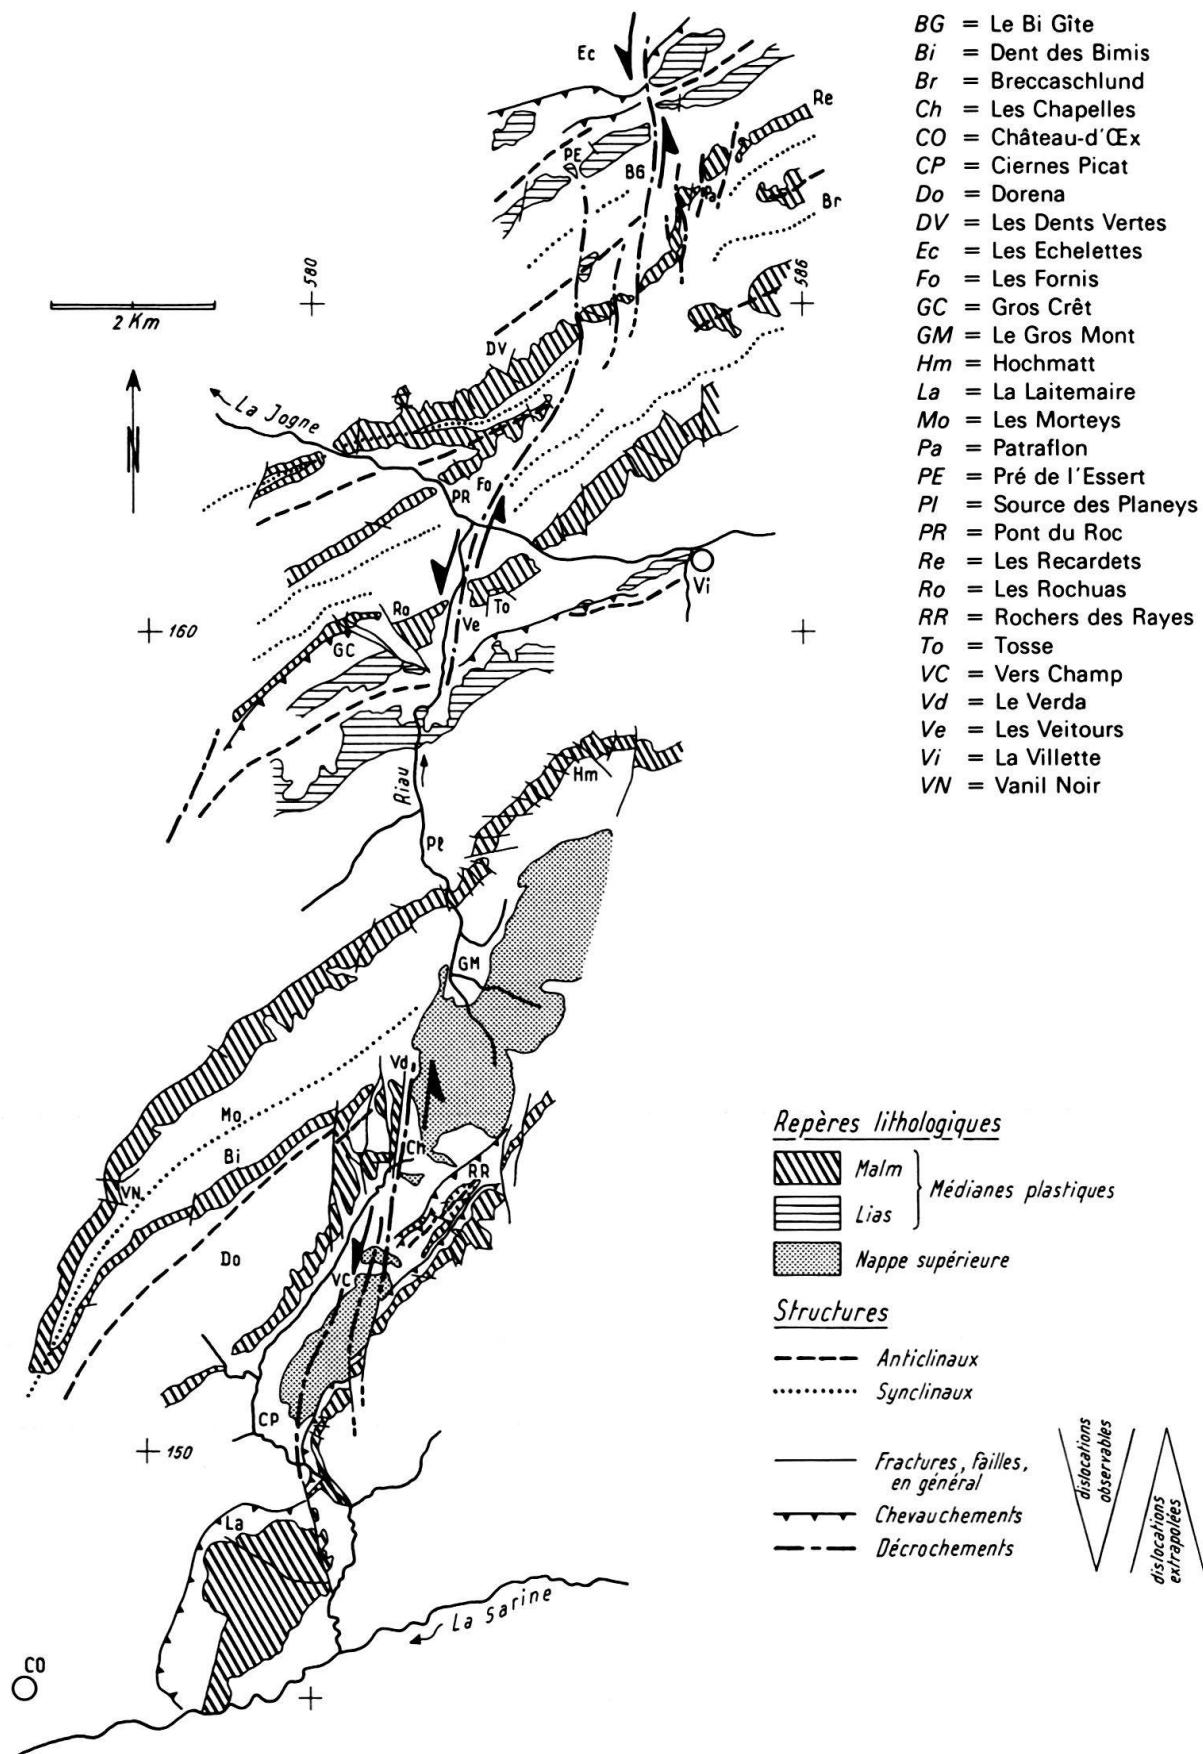 BG = Le Bi Gîte
Bi = Dent des Bimis
Br = Breccaschlund
Ch = Les Chapelles
CO = Château-d'Œx
CP = Ciernes Picat
Do = Dorena
DV = Les Dents Vertes
Ec = Les Echelettes
Fo = Les Fornis
GC = Gros Crêt
GM = Le Gros Mont
Hm = Hochmatt
La = La Laitemaire
Mo = Les Morteys
Pa = Patraflon
PE = Pré de l'Essert
Pl = Source des Planeys
PR = Pont du Roc
Re = Les Recardets
Ro = Les Rochuas
RR = Rochers des Rayes
To = Tosse
VC = Vers Champ
Vd = Le Verda
Ve = Les Veitours
Vi = La Villette
VN = Vanil Noir
Ec
Re
PE
BG
Pa
Br
580
586
2 Km
DV
La Jogne
N
Fo
PR
Vi
Ro
To
Ve
160
GC
Hm
Riau
Pl
GM
Vd
Mo
Bi
Ch
RR
VN
Do
VC
CP
150
La
La Sarine
CO
Repères lithologiques
Malm
Médianes plastiques
Lias
Nappe supérieure
Structures
Anticlinaux
Synclinaux
Fractures, failles,
en général
Chevauchements
Décrochements
dislocations
observables
dislocations
extrapolées